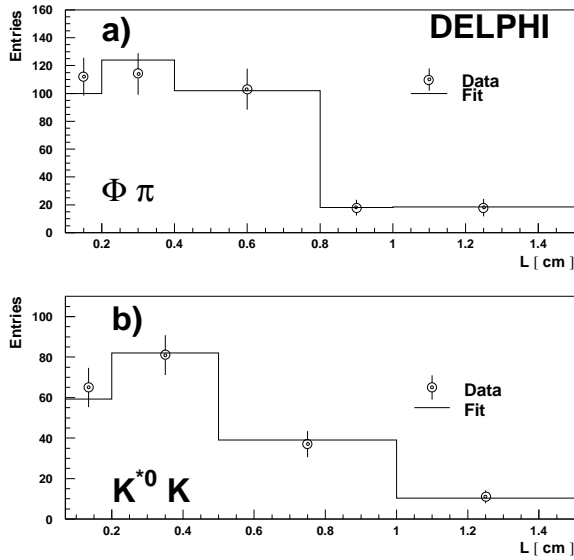 Entries
160
140
120
100
80
60
40
20
0
a)
DELPHI
Data
Fit
Φ π
0.2 0.4 0.6 0.8 1 1.2 1.4
L [ cm ]
Entries
100
80
60
40
20
0
b)
Data
Fit
K*0 K
0.2 0.4 0.6 0.8 1 1.2 1.4
L [ cm ]